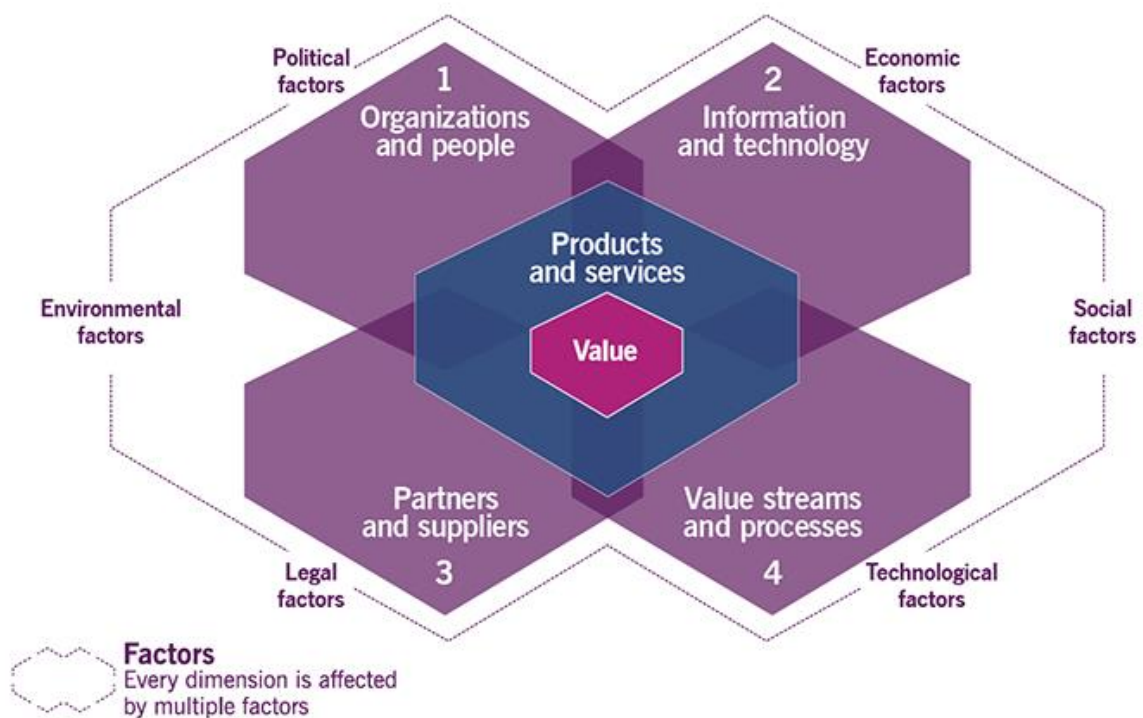 Political
factors
Economic
factors
1
Organizations
and people
2
Information
and technology
Products
and services
Value
Environmental
factors
Social
factors
Partners
and suppliers
3
Value streams
and processes
4
Legal
factors
Technological
factors
Factors
Every dimension is affected
by multiple factors